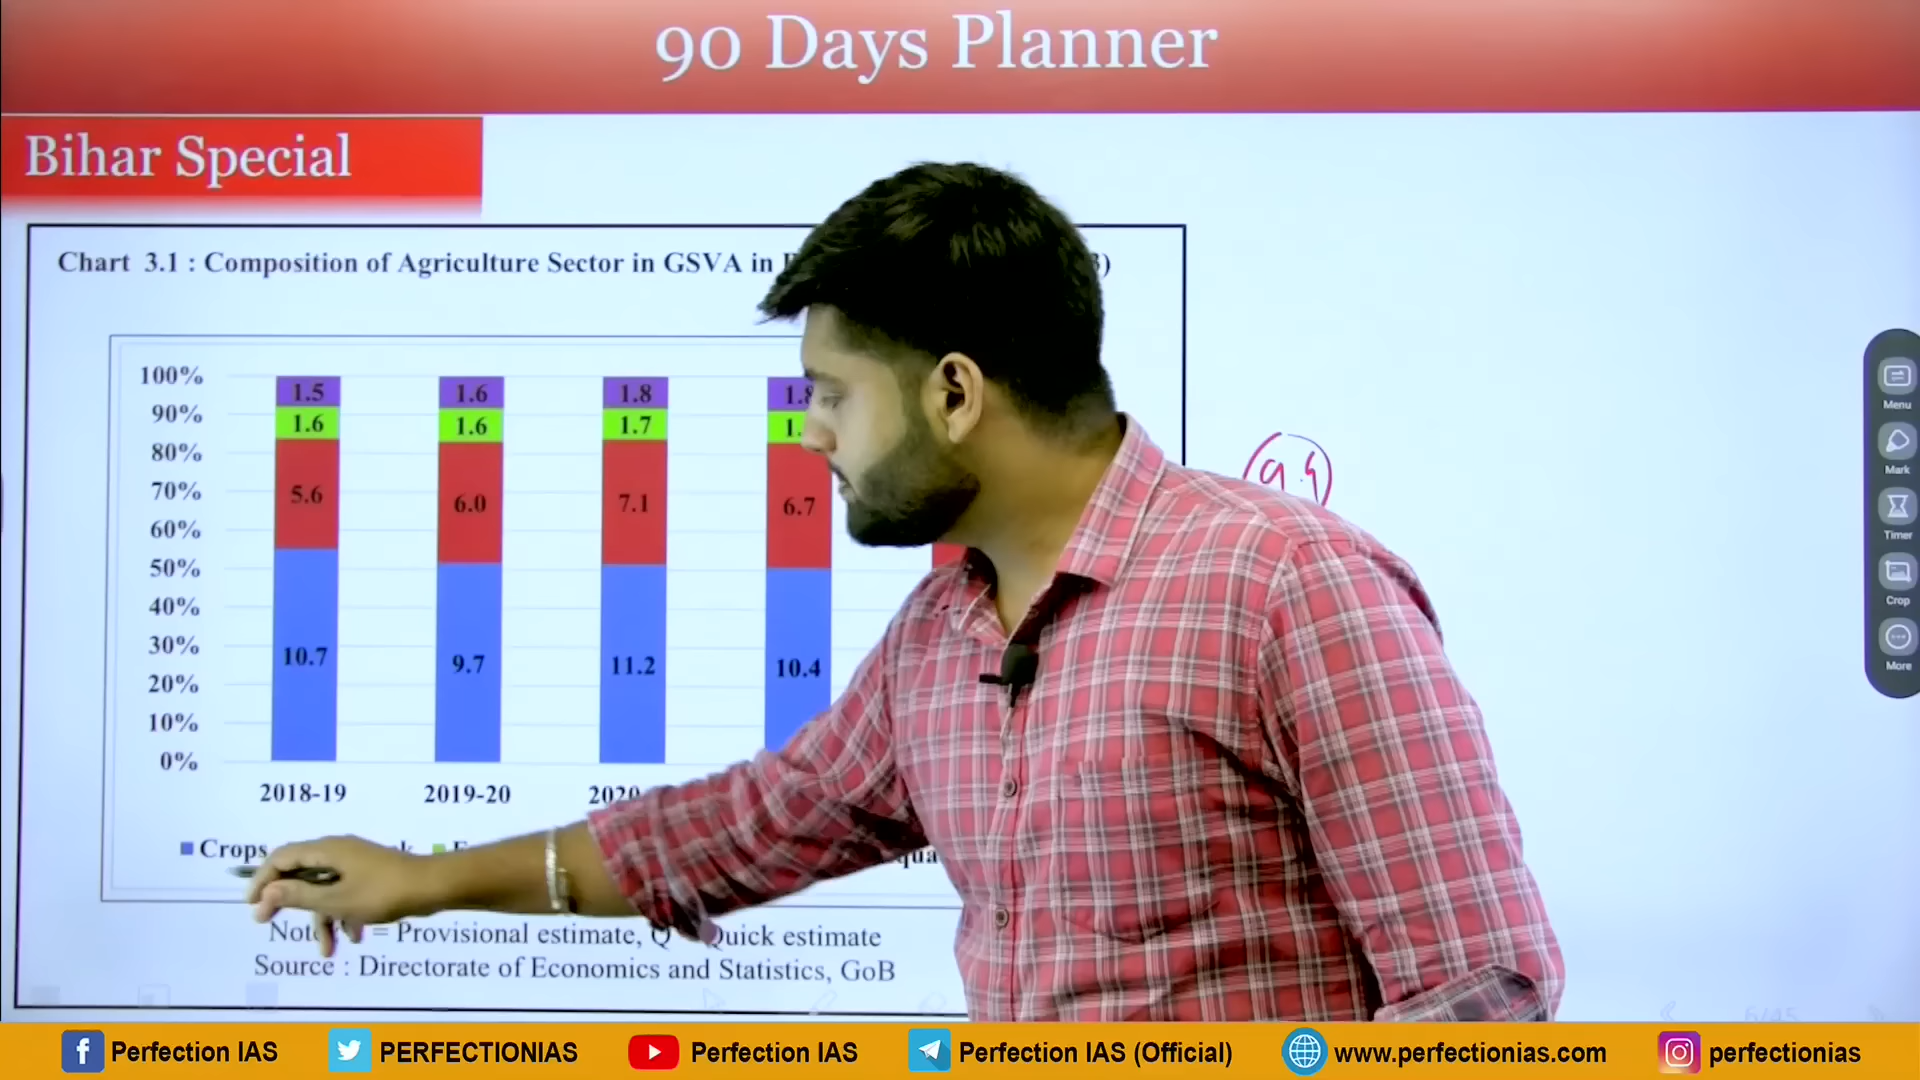 90 Days Planner
Bihar Special
Chart 3.1 : Composition of Agriculture Sector in GSVA in
100%
90%
80%
70%
60%
50%
40%
30%
20%
10%
0%
1.5 1.6 1.8 1.8
1.6 1.6 1.7
5.6 6.0 7.1 6.7
10.7 9.7 11.2 10.4
2018-19 2019-20 2020
Crops
= Provisional estimate, Quick estimate
Source : Directorate of Economics and Statistics, GoB
Menu
Mark
Timer
Crop
More
Perfection IAS PERFECTIONIAS Perfection IAS Perfection IAS (Official) www.perfectionias.com perfectionias